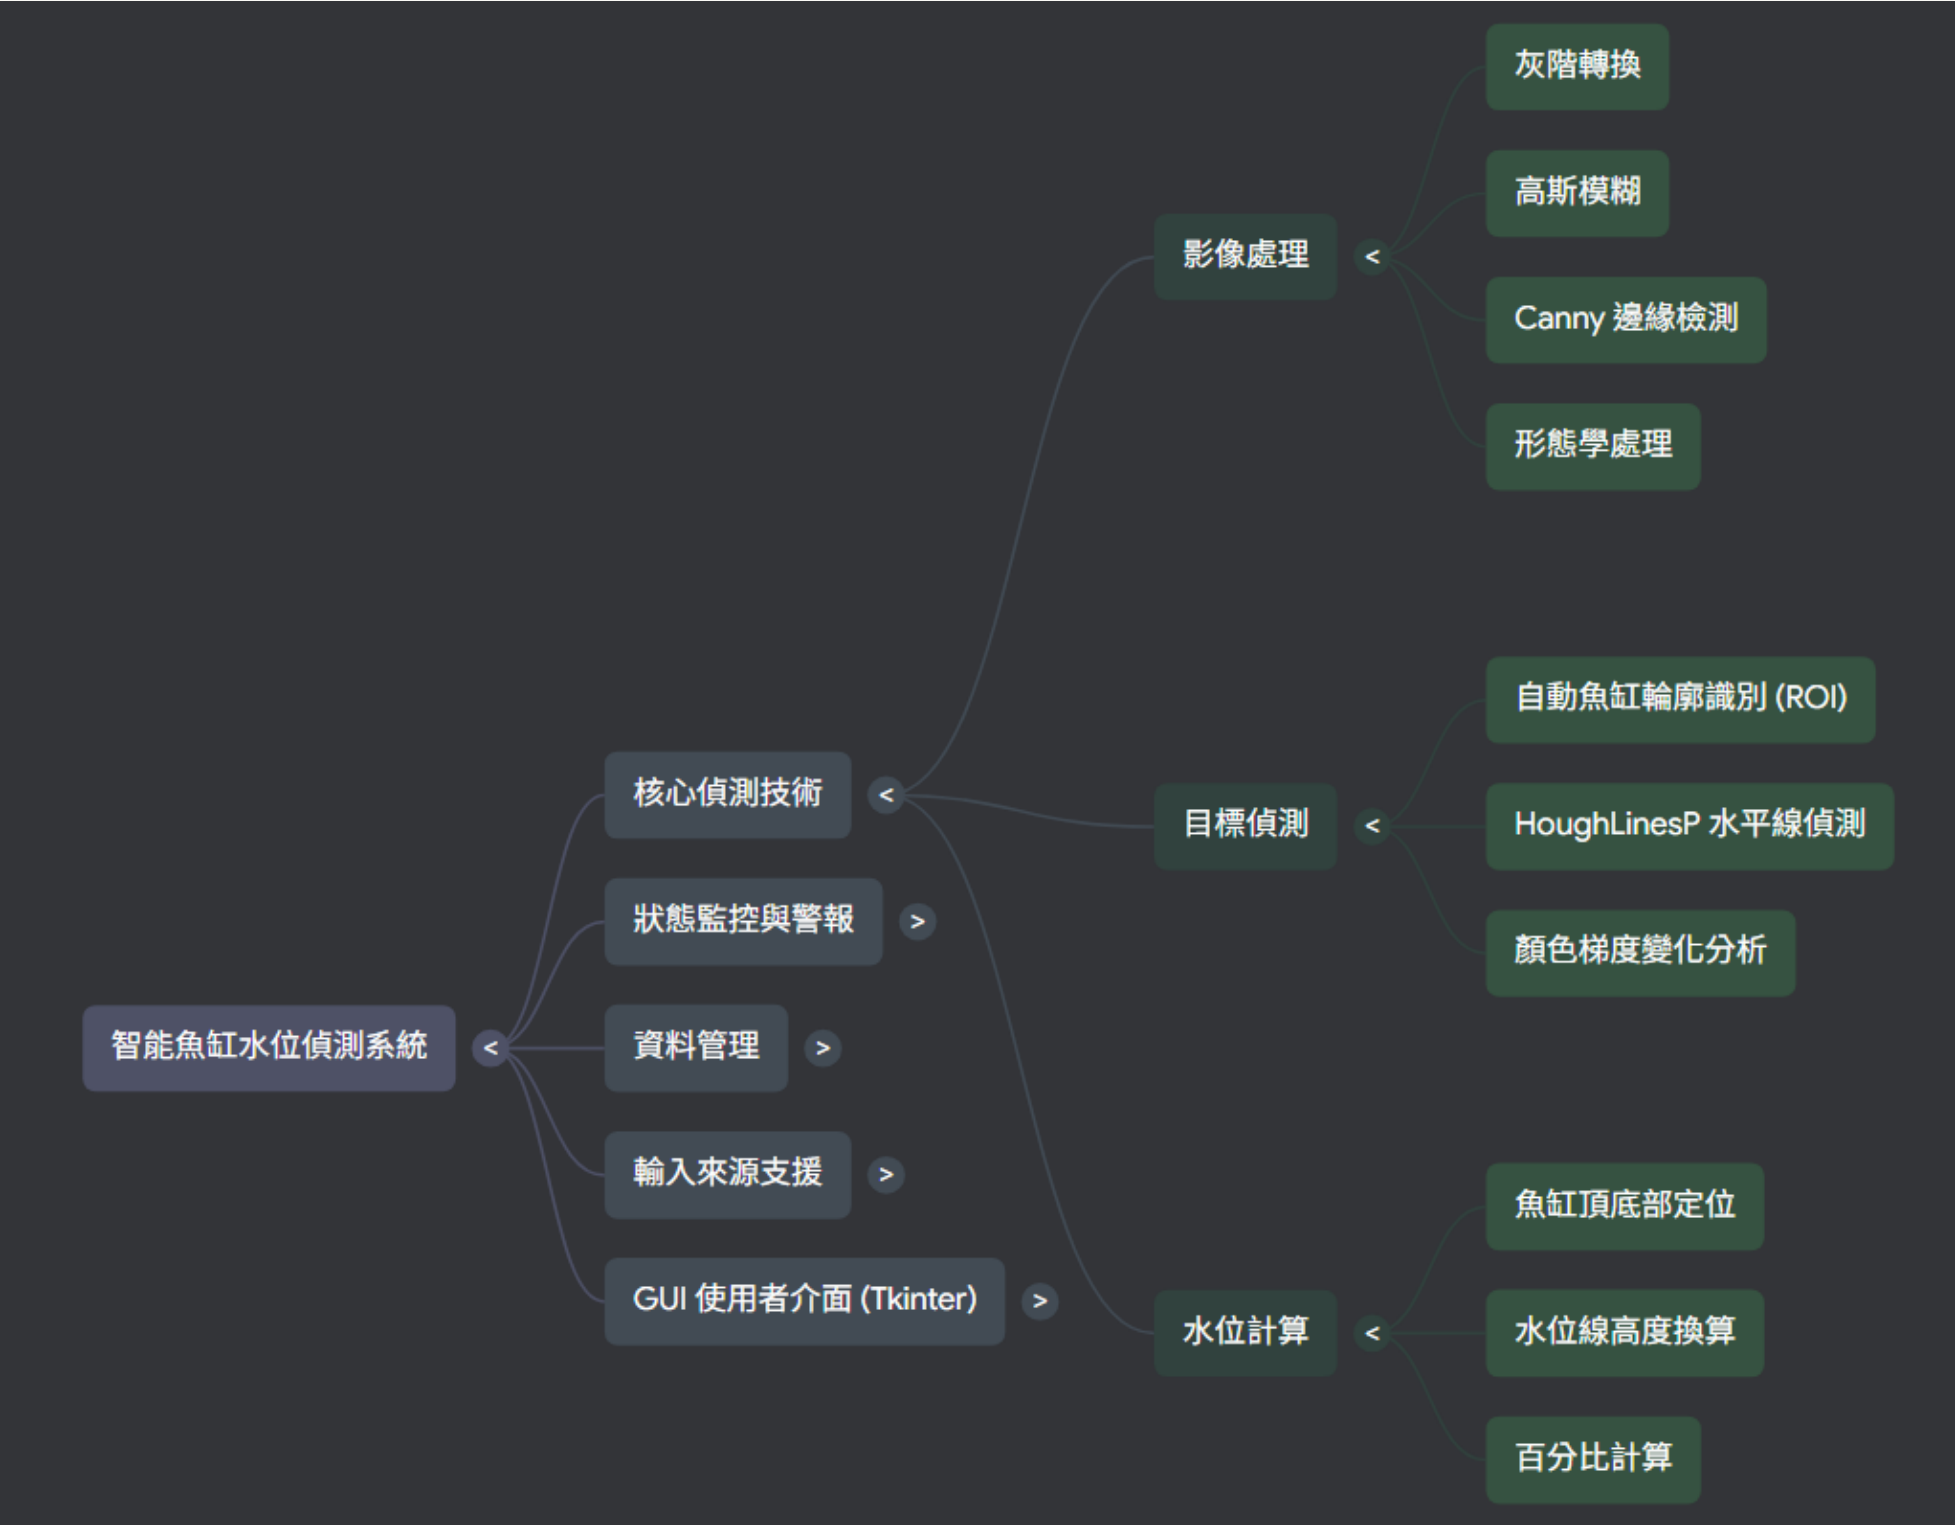 智能魚缸水位偵測系統
<
核心偵測技術
<
影像處理
<
灰階轉換
高斯模糊
Canny 邊緣檢測
形態學處理
目標偵測
<
自動魚缸輪廓識別 (ROI)
HoughLinesP 水平線偵測
顏色梯度變化分析
水位計算
<
魚缸頂底部定位
水位線高度換算
百分比計算
狀態監控與警報
>
資料管理
>
輸入來源支援
>
GUI 使用者介面 (Tkinter)
>